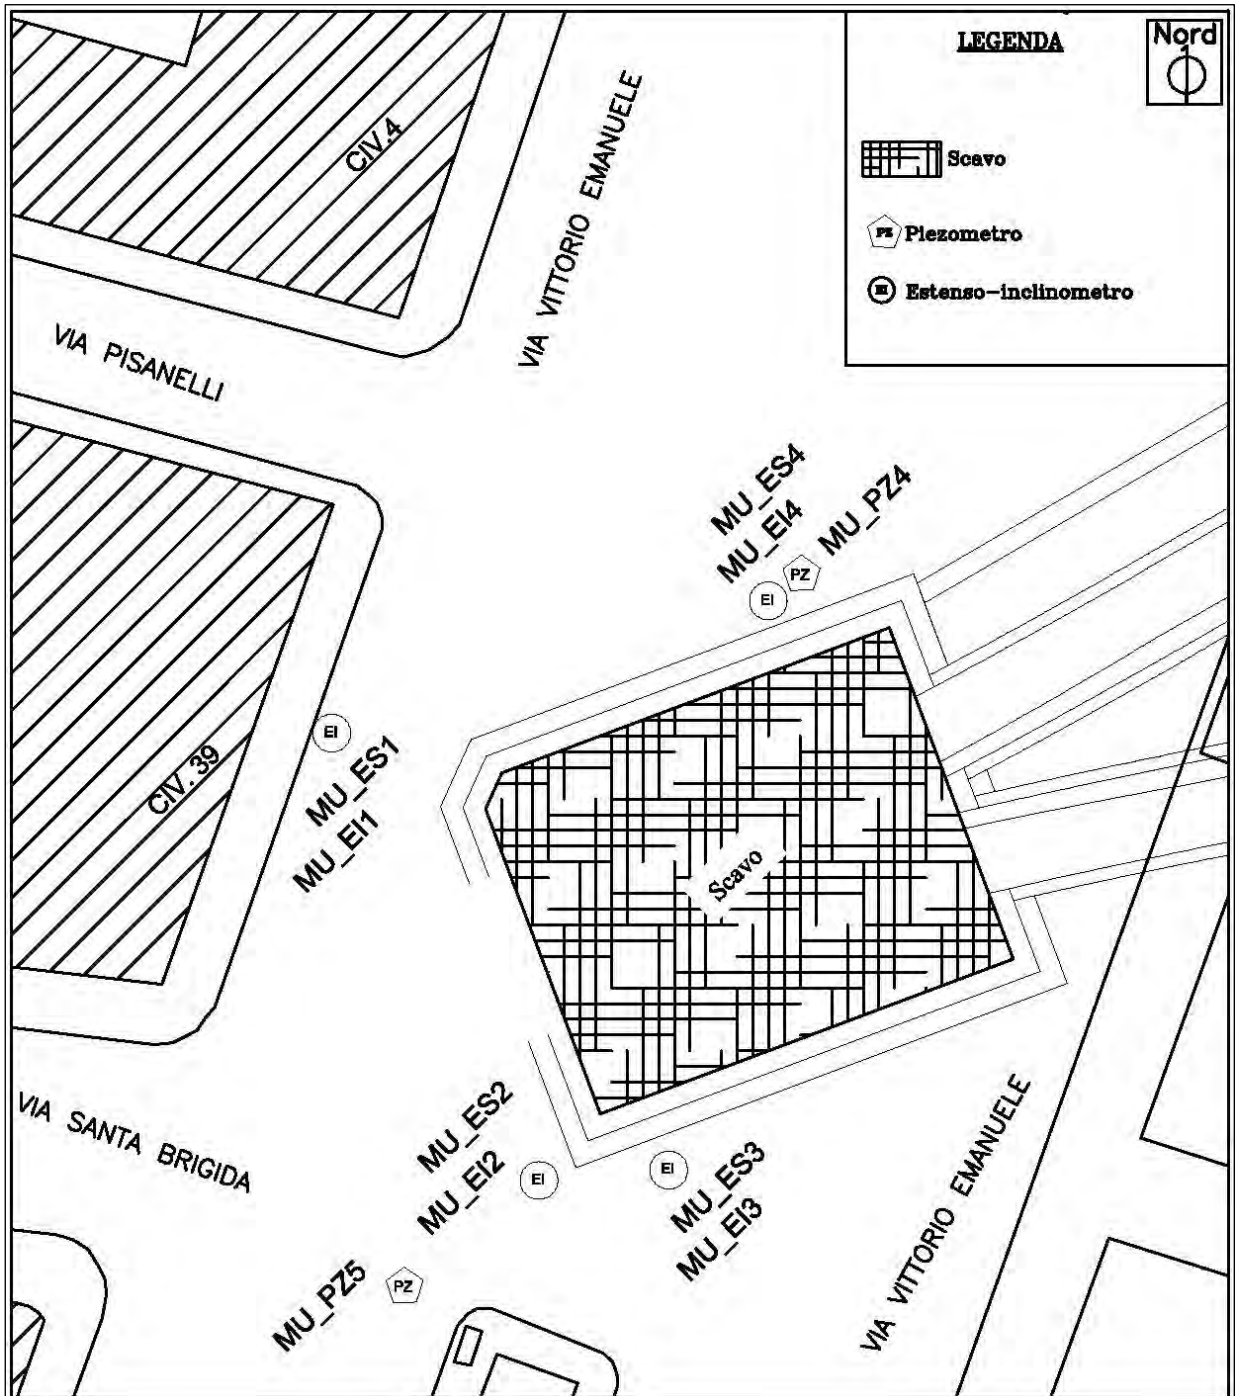 LEGENDA
Nord
Scavo
PZ Piezometro
EI Estenso-inclinometro
CIV.4
VIA VITTORIO EMANUELE
VIA PISANELLI
MU_ES4
MU_EI4
MU_PZ4
PZ
EI
EI
MU_ES1
MU_EI1
CIV.39
Scavo
VIA SANTA BRIGIDA
MU_ES2
MU_EI2
EI
EI
MU_ES3
MU_EI3
MU_PZ5
PZ
VIA VITTORIO EMANUELE